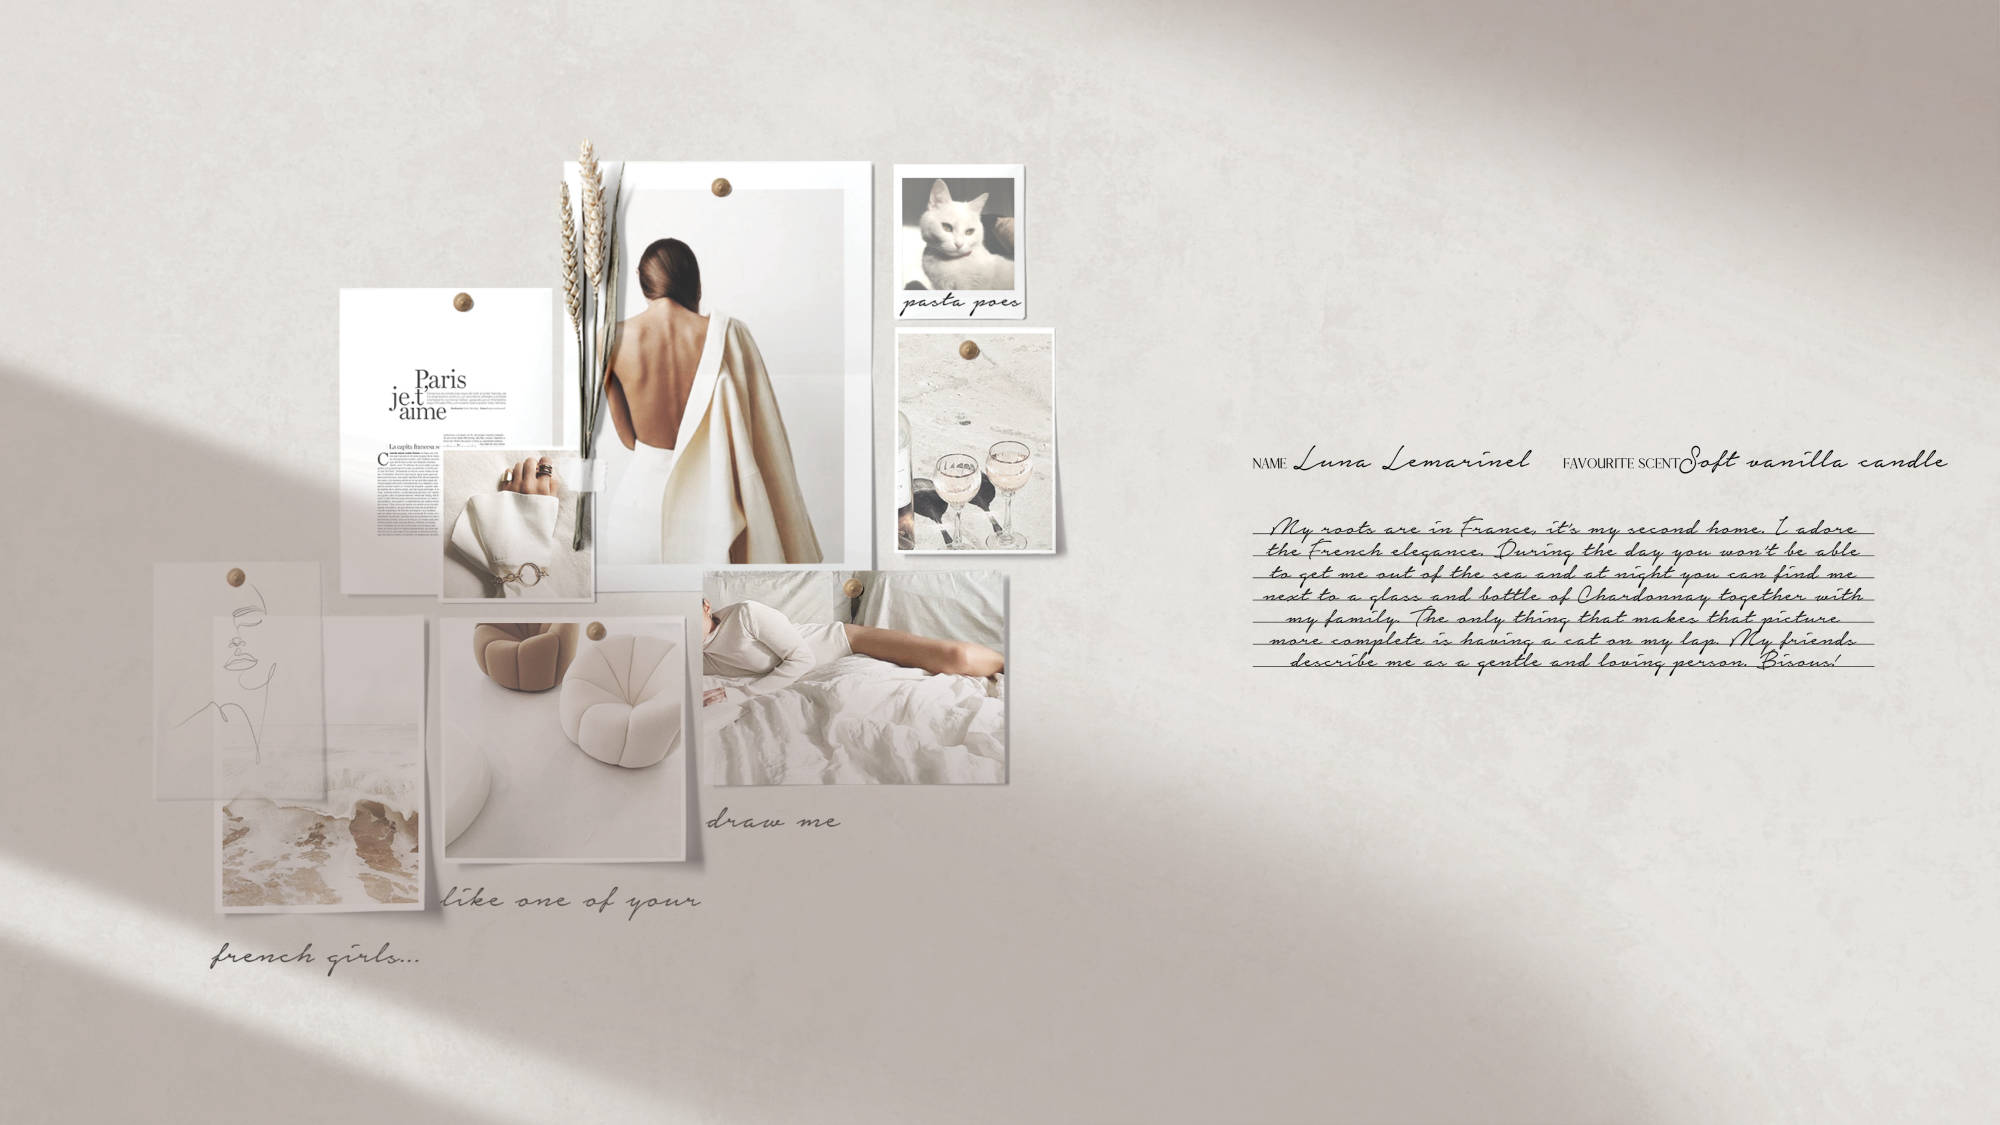 pasta poes
Paris
je t'
aime
La capita francesa se
draw me
like one of your
french girls...
NAME Luna Lemarinel FAVOURITE SCENT Soft vanilla candle
My roots are in France, it's my second home. I adore
the French elegance. During the day you won't be able
to get me out of the sea and at night you can find me
next to a glass and bottle of Chardonnay together with
my family. The only thing that makes that picture
more complete is having a cat on my lap. My friends
describe me as a gentle and loving person. Bisous!